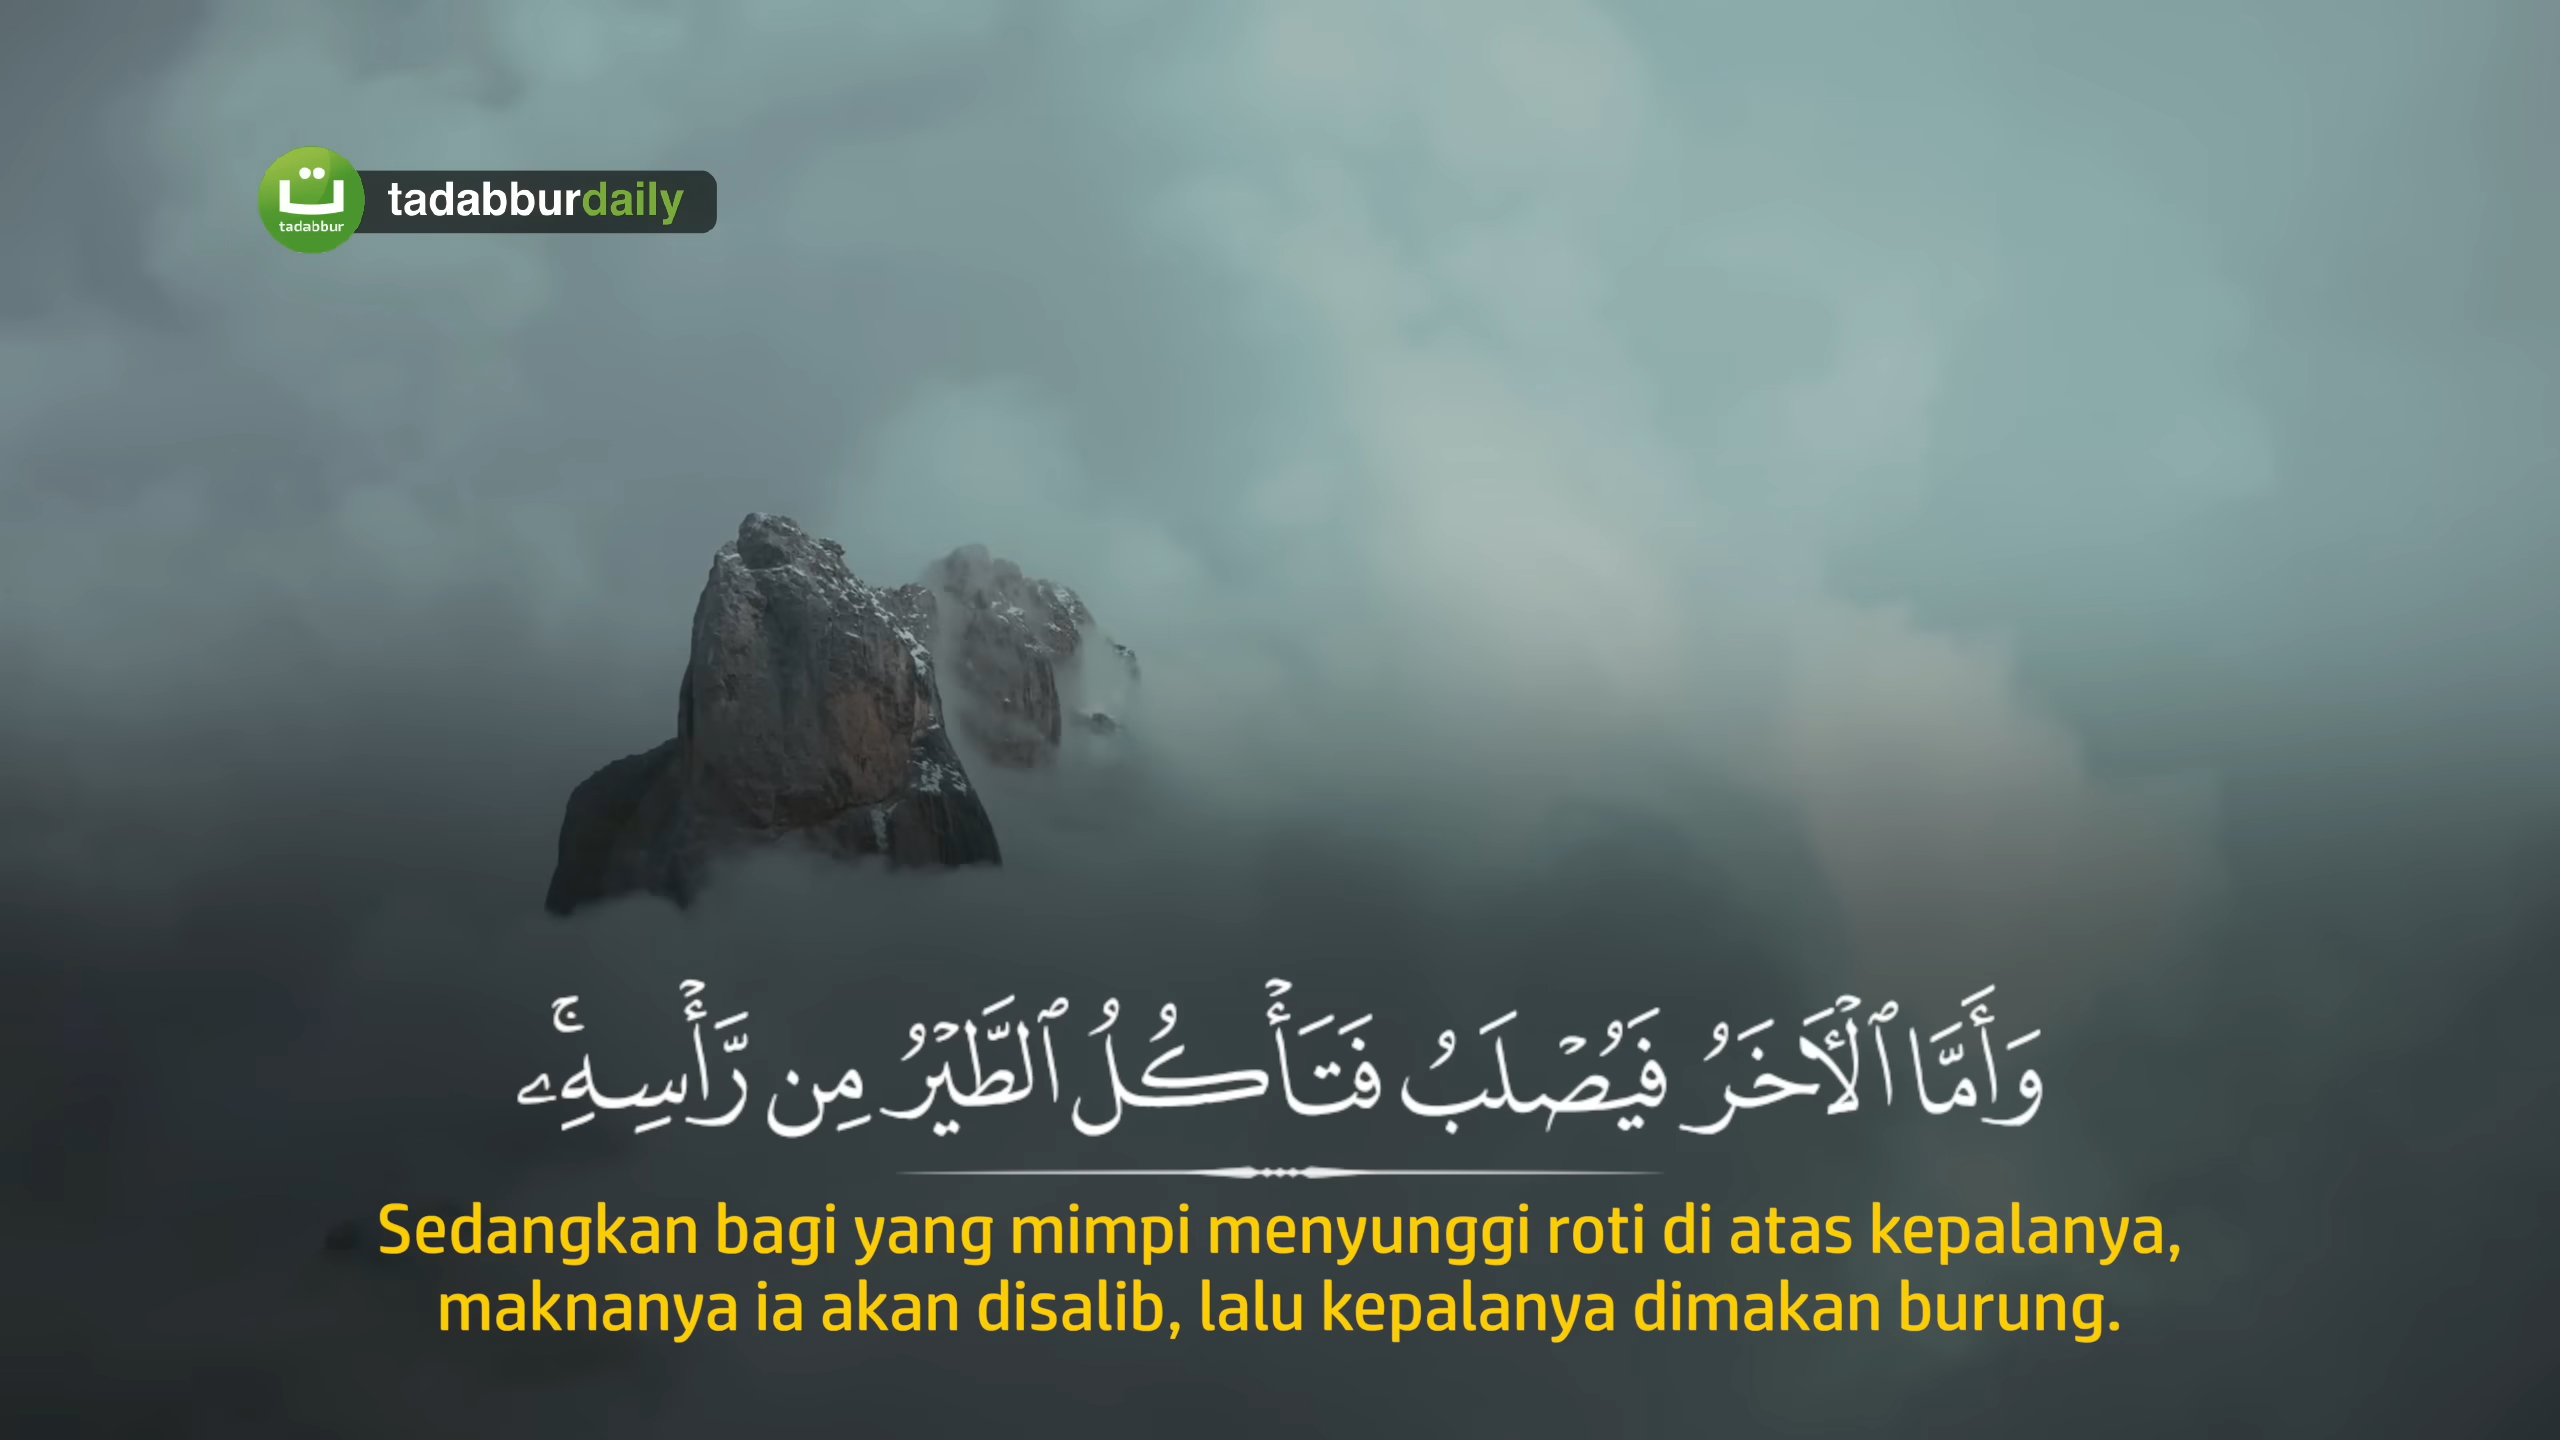 tadabbur
tadabburdaily
وَأَمَّا ٱلْأٓخَرُ فَيُصْلَبُ فَتَأْكُلُ ٱلطَّيْرُ مِن رَّأْسِهِۦۚ
Sedangkan bagi yang mimpi menyunggi roti di atas kepalanya,
maknanya ia akan disalib, lalu kepalanya dimakan burung.